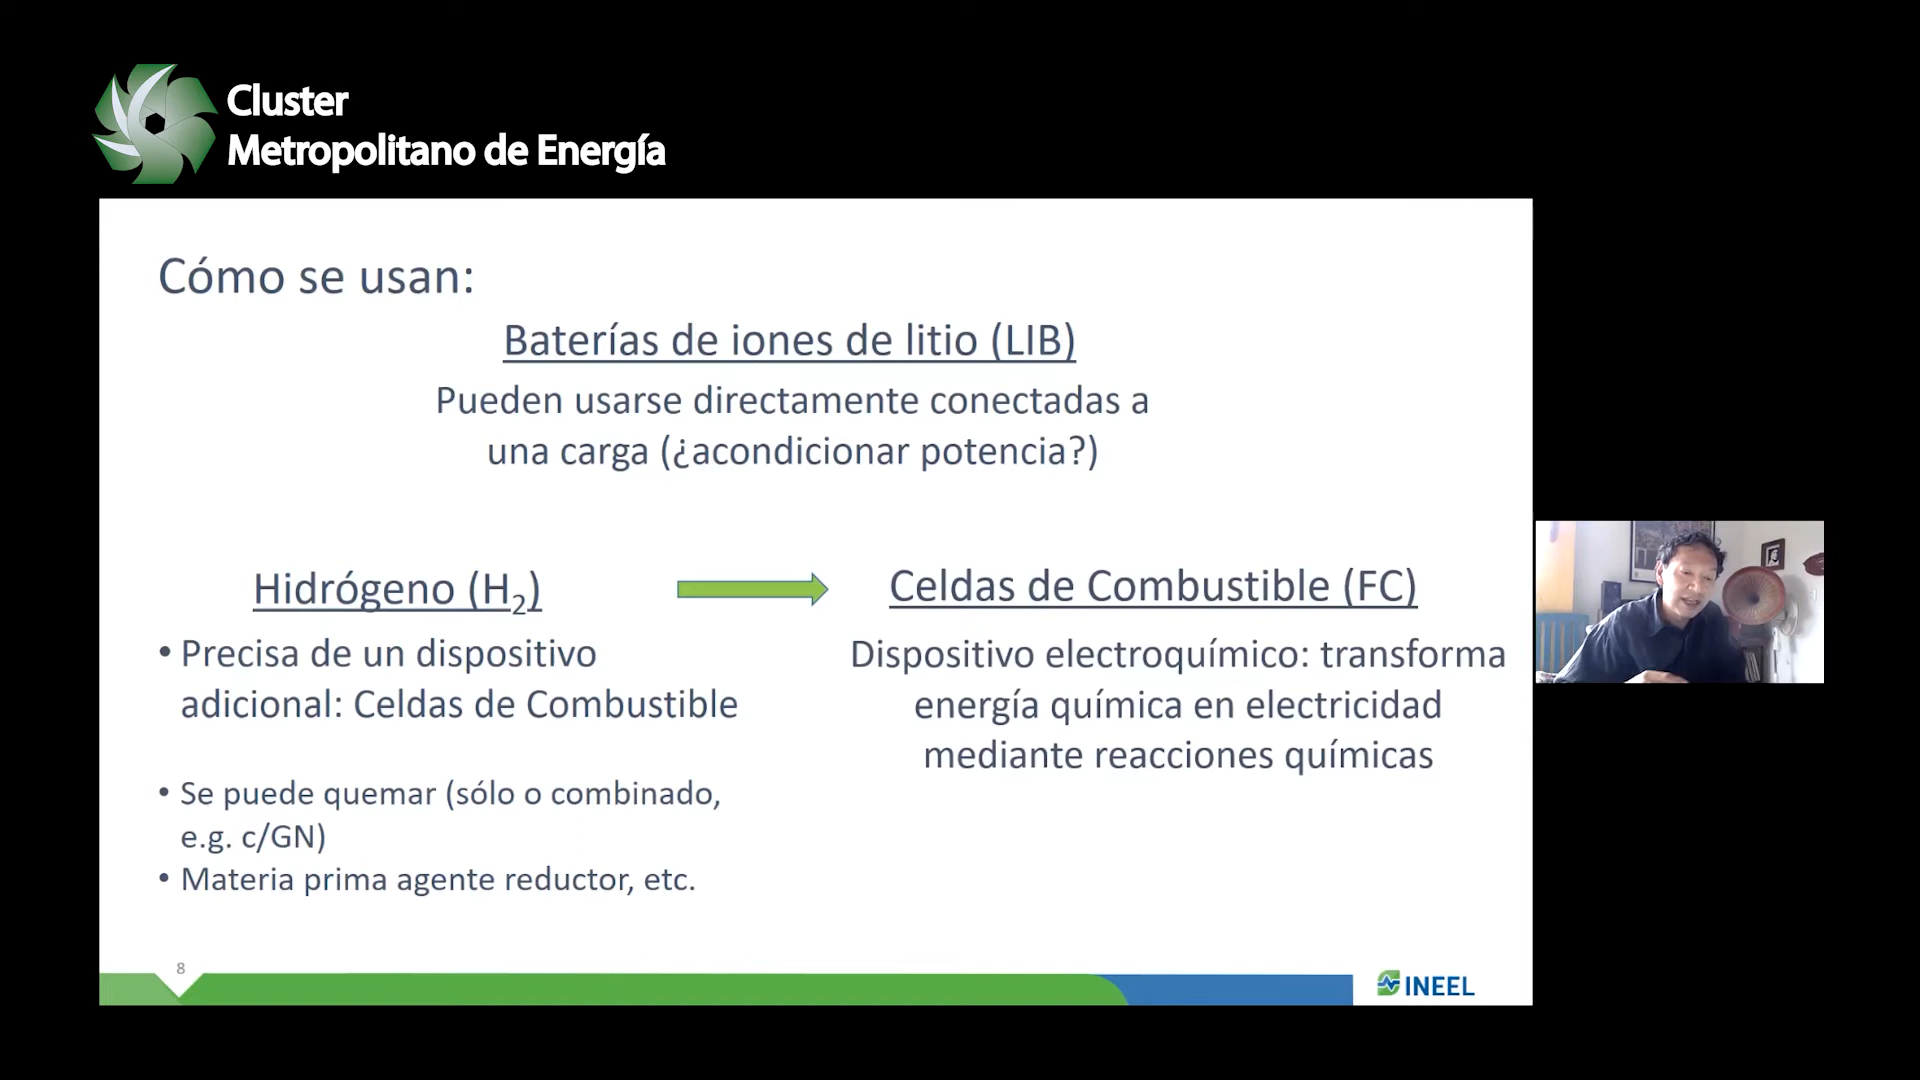 Cluster
Metropolitano de Energía
Cómo se usan:
Baterías de iones de litio (LIB)
Pueden usarse directamente conectadas a
una carga (¿acondicionar potencia?)
Hidrógeno (H₂)
• Precisa de un dispositivo
adicional: Celdas de Combustible
• Se puede quemar (sólo o combinado,
e.g. c/GN)
• Materia prima agente reductor, etc.
Celdas de Combustible (FC)
Dispositivo electroquímico: transforma
energía química en electricidad
mediante reacciones químicas
8
INEEL